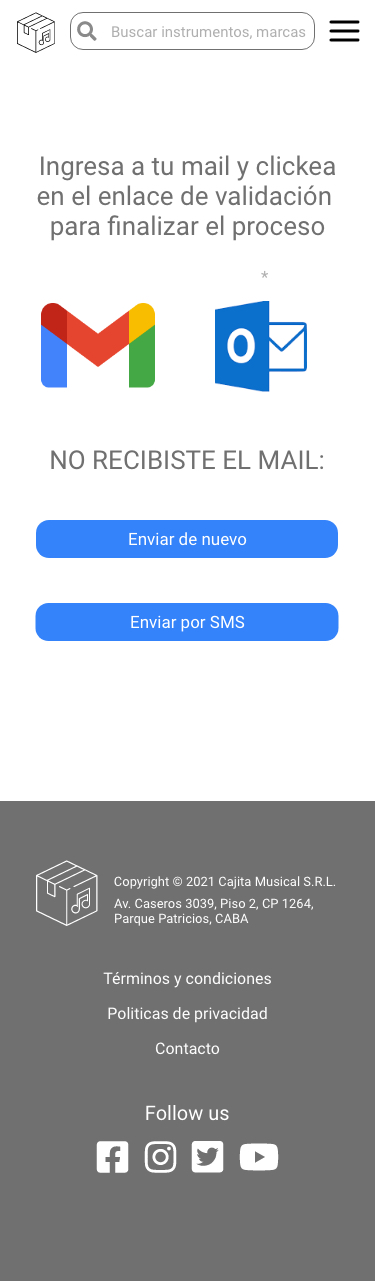 Buscar instrumentos, marcas
Ingresa a tu mail y clickea
en el enlace de validación
para finalizar el proceso
*
NO RECIBISTE EL MAIL:
Enviar de nuevo
Enviar por SMS
Copyright © 2021 Cajita Musical S.R.L.
Av. Caseros 3039, Piso 2, CP 1264,
Parque Patricios, CABA
Términos y condiciones
Politicas de privacidad
Contacto
Follow us